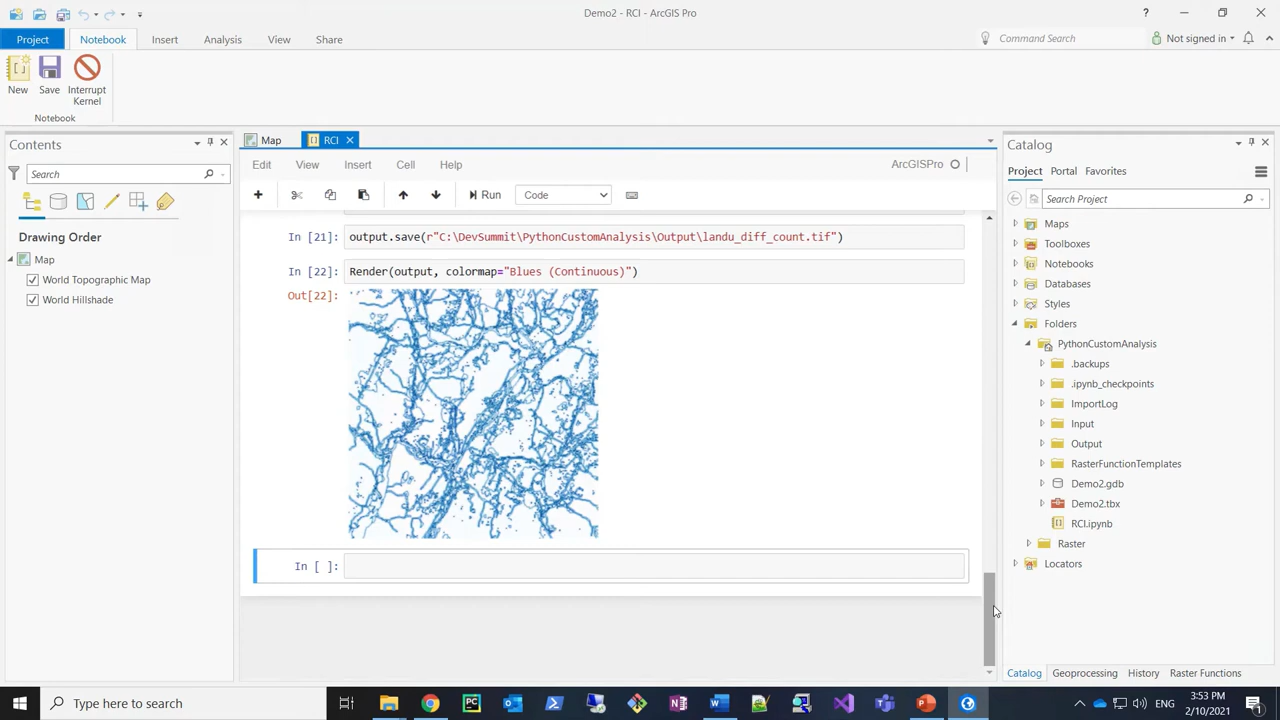 Demo2 - RCI - ArcGIS Pro
?
Project
Notebook
Insert
Analysis
View
Share
Command Search
Not signed in
New
Save
Interrupt
Kernel
Notebook
Contents
Search
Drawing Order
Map
World Topographic Map
World Hillshade
Map
RCI
Edit
View
Insert
Cell
Help
ArcGISPro
Run
Code
In [21]: output.save(r"C:\DevSummit\PythonCustomAnalysis\Output\landu_diff_count.tif")
In [22]: Render(output, colormap="Blues (Continuous)")
Out[22]:
In [ ]:
Catalog
Project
Portal
Favorites
Search Project
Maps
Toolboxes
Notebooks
Databases
Styles
Folders
PythonCustomAnalysis
.backups
.ipynb_checkpoints
ImportLog
Input
Output
RasterFunctionTemplates
Demo2.gdb
Demo2.tbx
RCI.ipynb
Raster
Locators
Catalog
Geoprocessing
History
Raster Functions
Type here to search
ENG
3:53 PM
2/10/2021